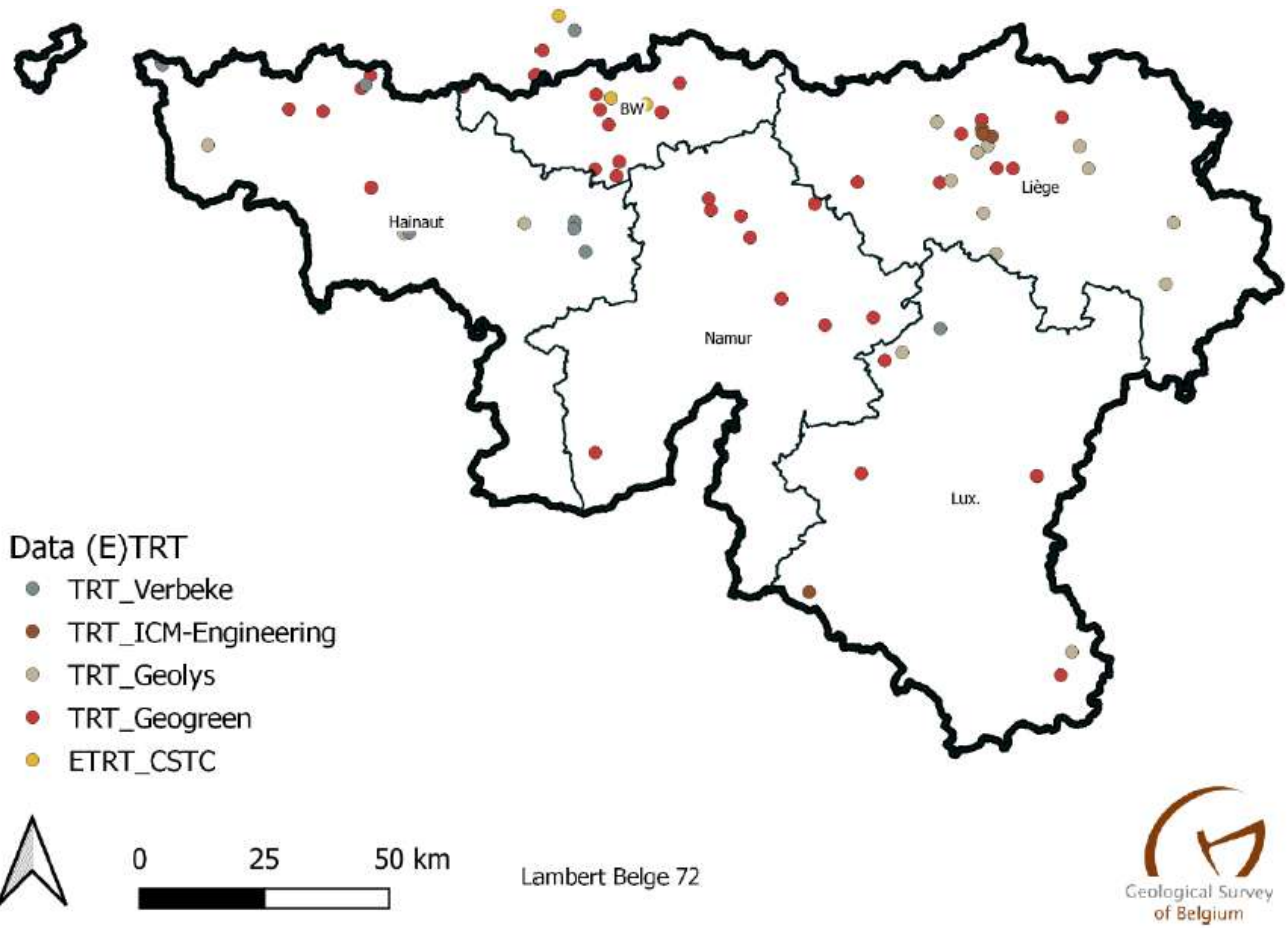 BW
Liège
Hainaut
Namur
Lux.
Data (E)TRT
TRT_Verbeke
TRT_ICM-Engineering
TRT_Geolys
TRT_Geogreen
ETRT_CSTC
0 25 50 km
Lambert Belge 72
Geological Survey
of Belgium